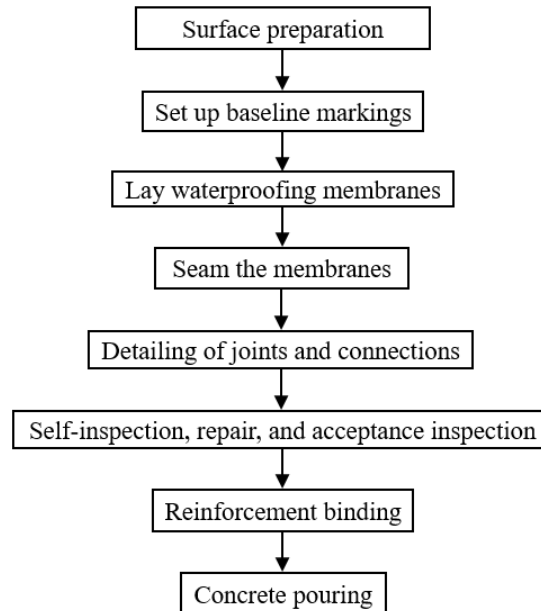 Surface preparation
Set up baseline markings
Lay waterproofing membranes
Seam the membranes
Detailing of joints and connections
Self-inspection, repair, and acceptance inspection
Reinforcement binding
Concrete pouring